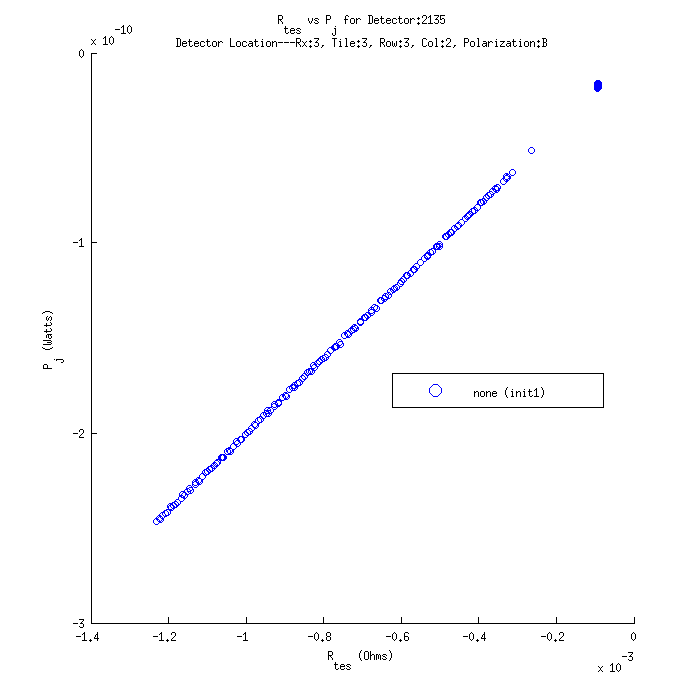 R_tes vs P_j for Detector:2135
Detector Location---Rx:3, Tile:3, Row:3, Col:2, Polarization:B
x 10^-10
0
-1
-2
-3
P_j (Watts)
none (init1)
-1.4 -1.2 -1 -0.8 -0.6 -0.4 -0.2 0
R_tes (Ohms)
x 10^-3